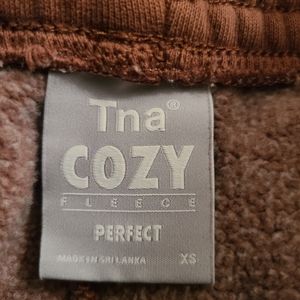 Tna®
COZY
FLEECE
PERFECT
MADE IN SRI LANKA XS